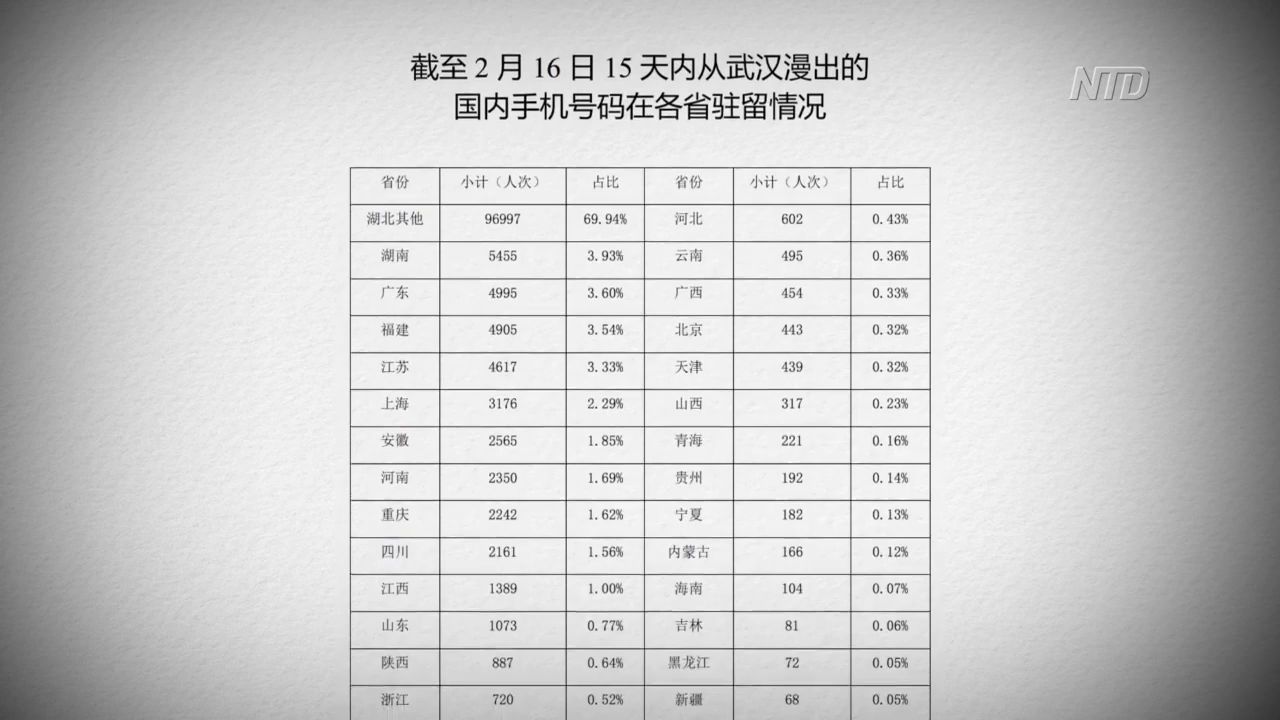 截至 2 月 16 日 15 天内从武汉漫出的
NTD
国内手机号码在各省驻留情况
省份 小计（人次） 占比 省份 小计（人次） 占比
湖北其他 96997 69.94% 河北 602 0.43%
湖南 5455 3.93% 云南 495 0.36%
广东 4995 3.60% 广西 454 0.33%
福建 4905 3.54% 北京 443 0.32%
江苏 4617 3.33% 天津 439 0.32%
上海 3176 2.29% 山西 317 0.23%
安徽 2565 1.85% 青海 221 0.16%
河南 2350 1.69% 贵州 192 0.14%
重庆 2242 1.62% 宁夏 182 0.13%
四川 2161 1.56% 内蒙古 166 0.12%
江西 1389 1.00% 海南 104 0.07%
山东 1073 0.77% 吉林 81 0.06%
陕西 887 0.64% 黑龙江 72 0.05%
浙江 720 0.52% 新疆 68 0.05%